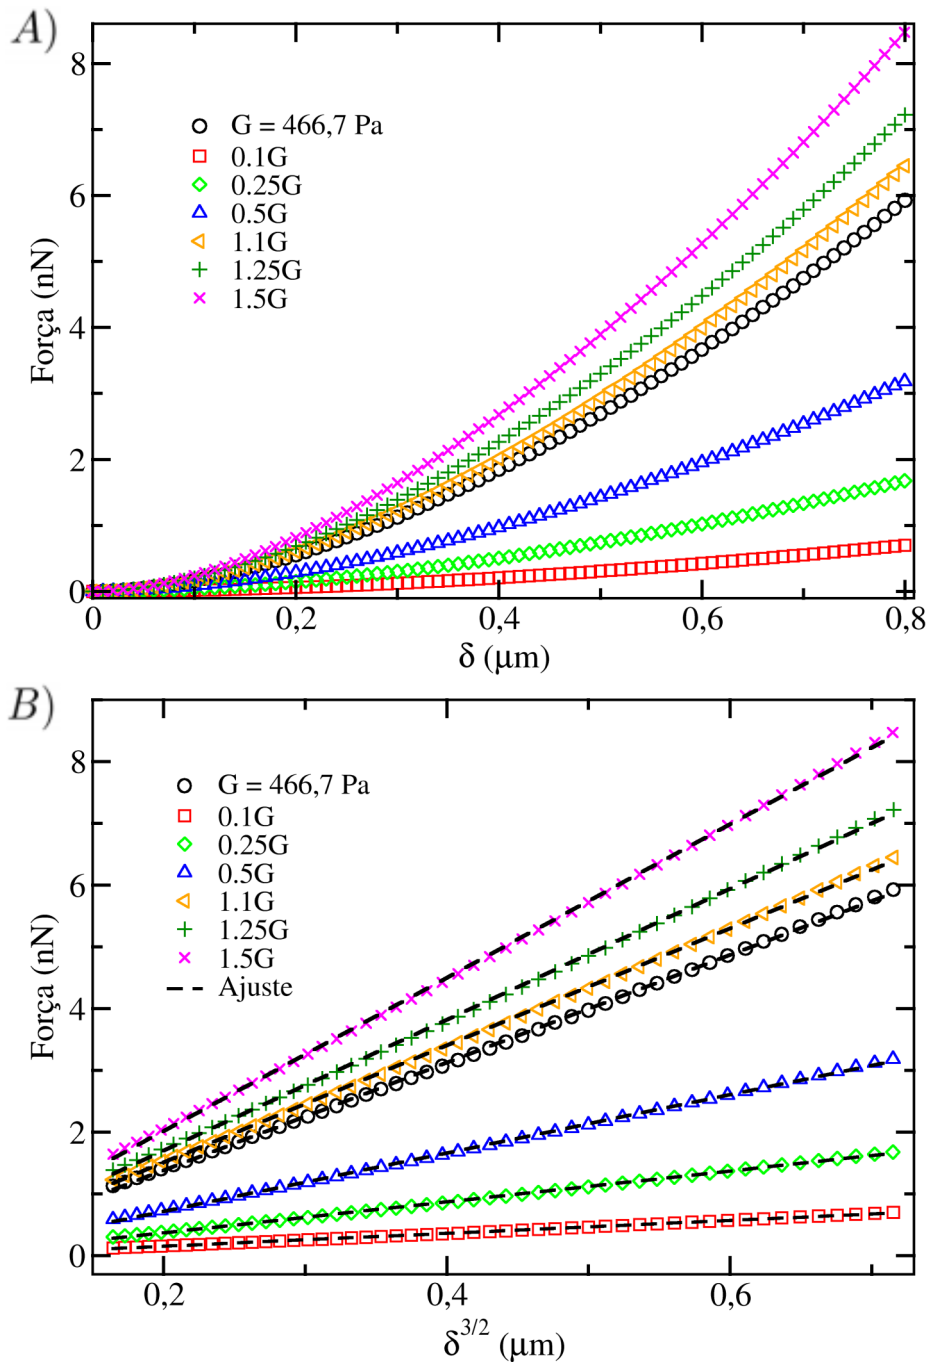 A)
8
6
4
2
0
Força (nN)
G = 466,7 Pa
0.1G
0.25G
0.5G
1.1G
1.25G
1.5G
0
0,2
0,4
0,6
0,8
δ (μm)
B)
8
6
4
2
0
Força (nN)
G = 466,7 Pa
0.1G
0.25G
0.5G
1.1G
1.25G
1.5G
Ajuste
0,2
0,4
0,6
δ^3/2 (μm)